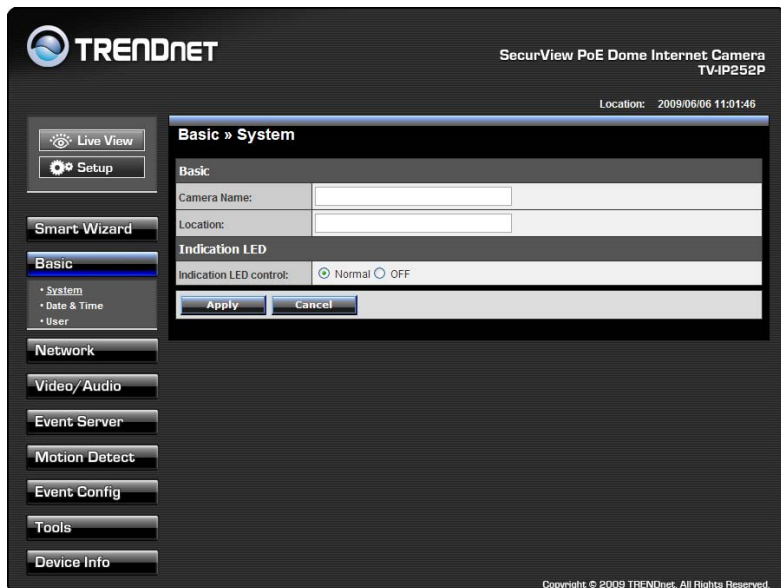 TRENDNET
SecurView PoE Dome Internet Camera
TV-IP252P
Location: 2009/06/06 11:01:46
Live View
Setup
Smart Wizard
Basic
• System
• Date & Time
• User
Network
Video/Audio
Event Server
Motion Detect
Event Config
Tools
Device Info
Basic » System
Basic
Camera Name:
Location:
Indication LED
Indication LED control: Normal OFF
Apply Cancel
Copyright © 2009 TRENDnet. All Rights Reserved.